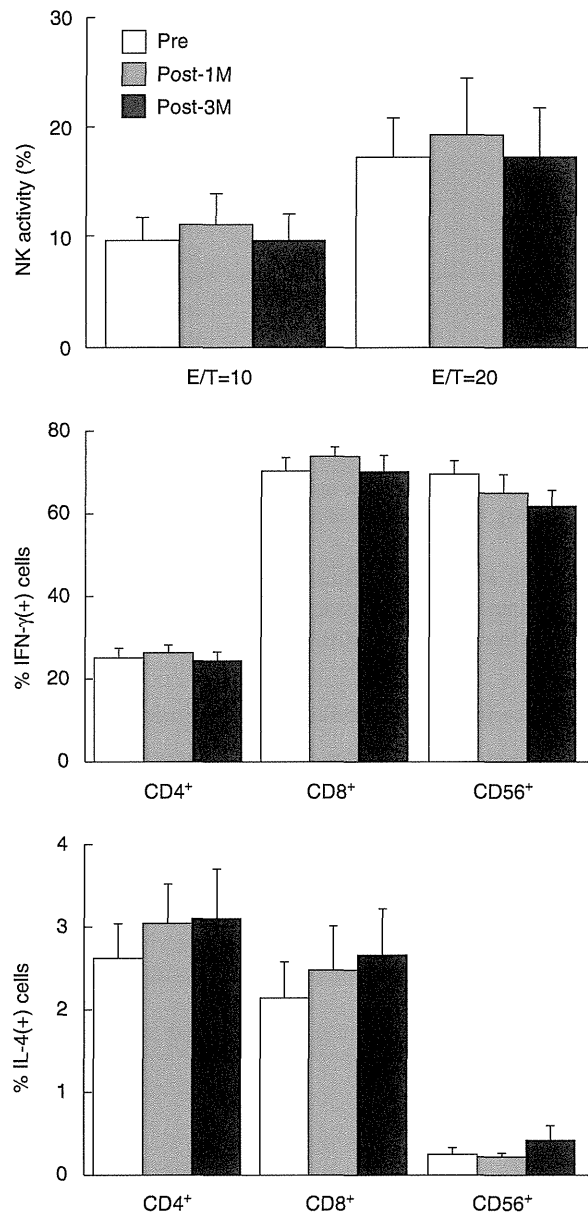 30
Pre
Post-1M
Post-3M
20
NK activity (%)
10
0
E/T=10
E/T=20
80
60
% IFN-γ(+) cells
40
20
0
CD4⁺
CD8⁺
CD56⁺
4
3
% IL-4(+) cells
2
1
0
CD4⁺
CD8⁺
CD56⁺